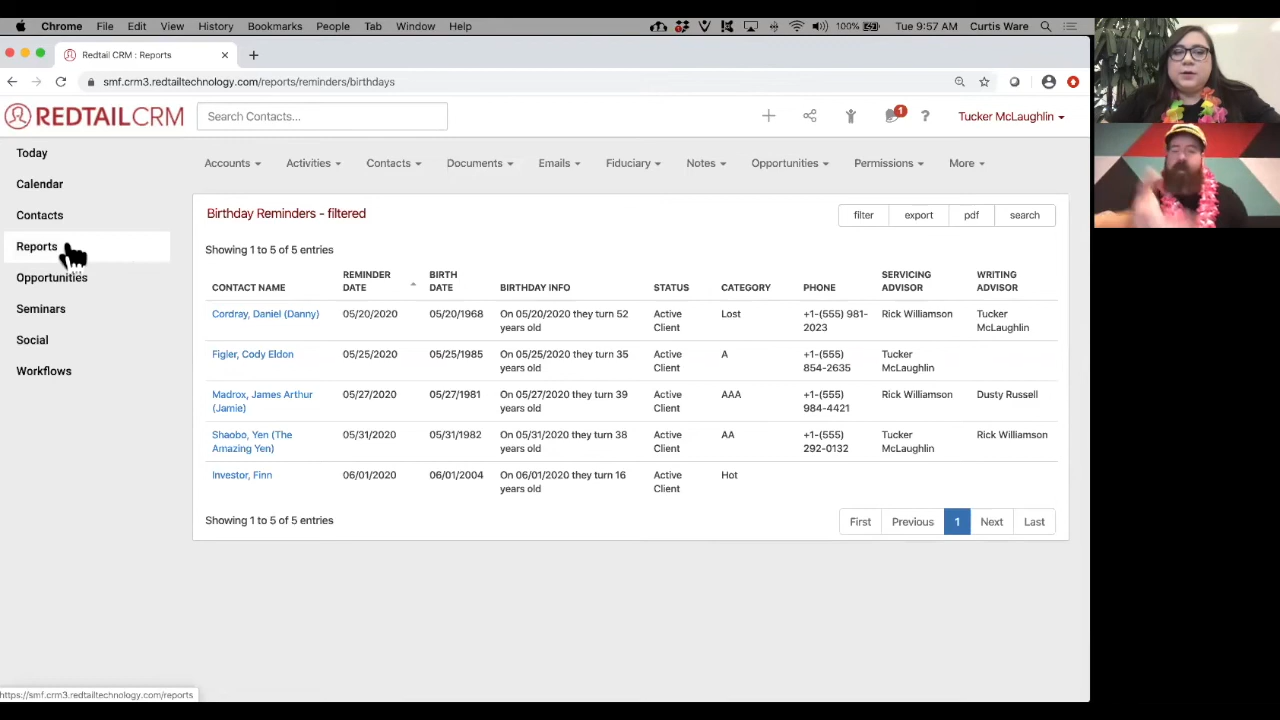 Chrome File Edit View History Bookmarks People Tab Window Help 100% Tue 9:57 AM Curtis Ware
Redtail CRM : Reports
smf.crm3.redtailtechnology.com/reports/reminders/birthdays
REDTAILCRM Search Contacts... 1 ? Tucker McLaughlin
Today
Calendar
Contacts
Reports
Opportunities
Seminars
Social
Workflows
Accounts Activities Contacts Documents Emails Fiduciary Notes Opportunities Permissions More
Birthday Reminders - filtered filter export pdf search
Showing 1 to 5 of 5 entries
REMINDER BIRTH SERVICING WRITING
CONTACT NAME DATE DATE BIRTHDAY INFO STATUS CATEGORY PHONE ADVISOR ADVISOR
Cordray, Daniel (Danny) 05/20/2020 05/20/1968 On 05/20/2020 they turn 52 Active Lost +1-(555) 981- Rick Williamson Tucker
years old Client 2023 McLaughlin
Figler, Cody Eldon 05/25/2020 05/25/1985 On 05/25/2020 they turn 35 Active A +1-(555) Tucker
years old Client 854-2635 McLaughlin
Madrox, James Arthur 05/27/2020 05/27/1981 On 05/27/2020 they turn 39 Active AAA +1-(555) Rick Williamson Dusty Russell
(Jamie) years old Client 984-4421
Shaobo, Yen (The 05/31/2020 05/31/1982 On 05/31/2020 they turn 38 Active AA +1-(555) Tucker Rick Williamson
Amazing Yen) years old Client 292-0132 McLaughlin
Investor, Finn 06/01/2020 06/01/2004 On 06/01/2020 they turn 16 Active Hot
years old Client
Showing 1 to 5 of 5 entries First Previous 1 Next Last
https://smf.crm3.redtailtechnology.com/reports